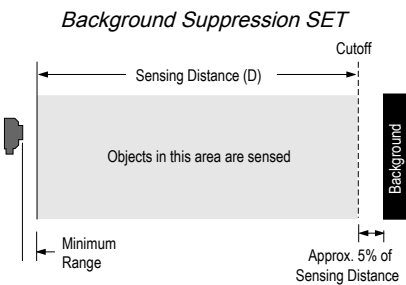 Background Suppression SET
Cutoff
Sensing Distance (D)
Objects in this area are sensed
Background
Minimum
Range
Approx. 5% of
Sensing Distance